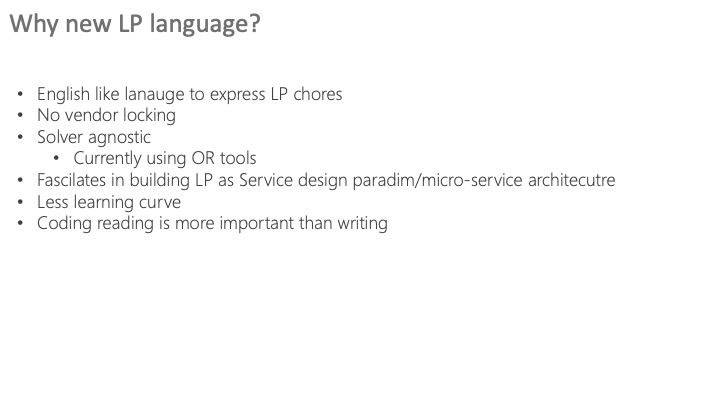 Why new LP language?
• English like lanauge to express LP chores
• No vendor locking
• Solver agnostic
• Currently using OR tools
• Fascilates in building LP as Service design paradim/micro-service architecutre
• Less learning curve
• Coding reading is more important than writing